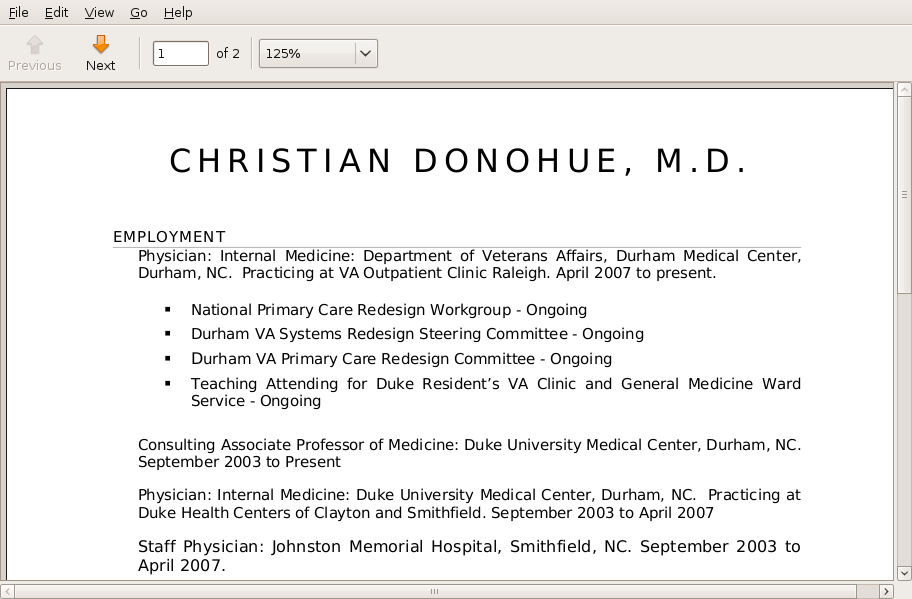 File Edit View Go Help
Previous Next 1 of 2 125%
CHRISTIAN DONOHUE, M.D.
EMPLOYMENT
Physician: Internal Medicine: Department of Veterans Affairs, Durham Medical Center,
Durham, NC.  Practicing at VA Outpatient Clinic Raleigh. April 2007 to present.
▪ National Primary Care Redesign Workgroup - Ongoing
▪ Durham VA Systems Redesign Steering Committee - Ongoing
▪ Durham VA Primary Care Redesign Committee - Ongoing
▪ Teaching Attending for Duke Resident’s VA Clinic and General Medicine Ward
Service - Ongoing
Consulting Associate Professor of Medicine: Duke University Medical Center, Durham, NC.
September 2003 to Present
Physician: Internal Medicine: Duke University Medical Center, Durham, NC.  Practicing at
Duke Health Centers of Clayton and Smithfield. September 2003 to April 2007
Staff Physician: Johnston Memorial Hospital, Smithfield, NC. September 2003 to
April 2007.